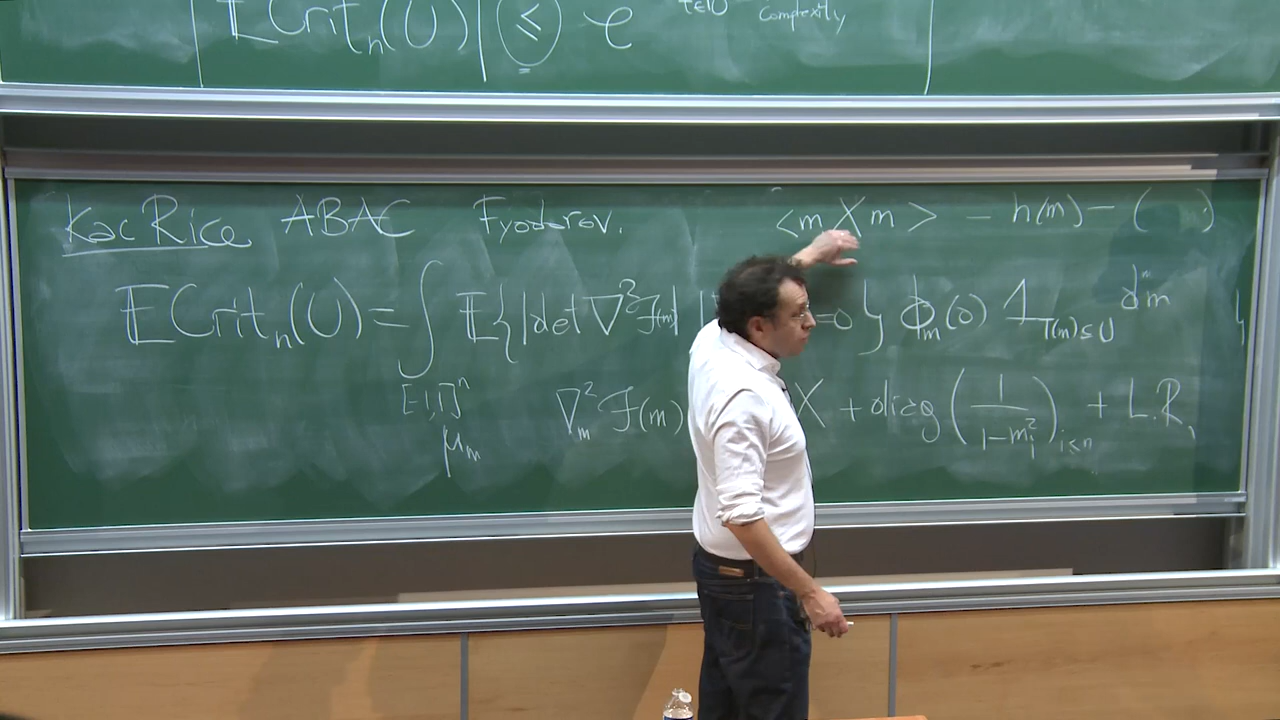 𝔼 Crit_n(U)| ≤ e
Complexity
Kac Rice ABAC Fyodorov. <m X m> - h(m) - ( )
𝔼 Crit_n(U) = ∫_{[-1,1]^n} 𝔼{|det ∇²ℱ(m)| | =0} ϕ_m(0) 1_{T(m)≤U} dm
∇²_m ℱ(m) X + diag(1/(1-m_i²))_{i≤n} + L.R,
μ_m